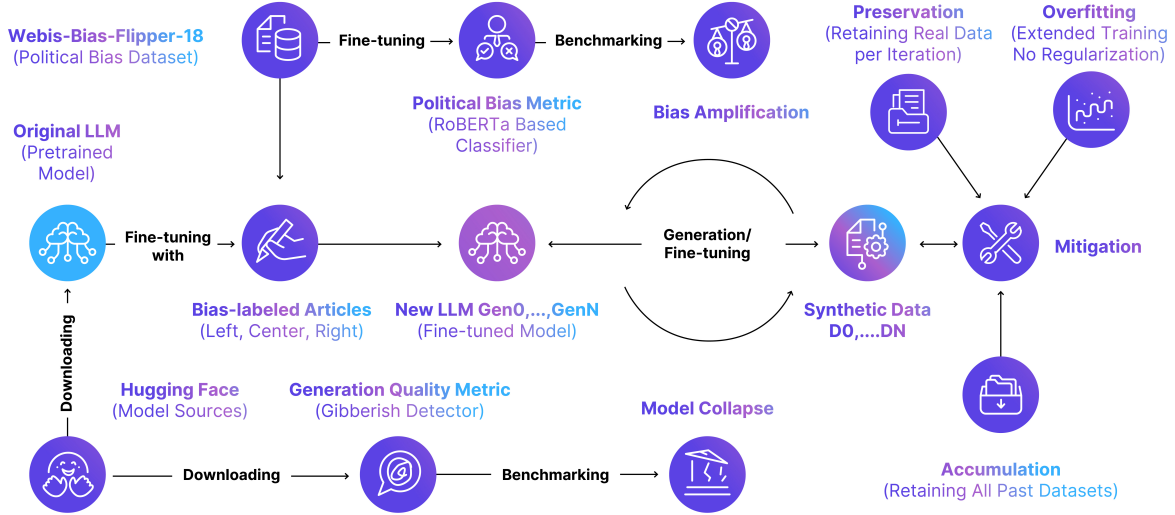 Webis-Bias-Flipper-18
(Political Bias Dataset)
Fine-tuning
Benchmarking
Political Bias Metric
(RoBERTa Based
Classifier)
Bias Amplification
Preservation
(Retaining Real Data
per Iteration)
Overfitting
(Extended Training
No Regularization)
Original LLM
(Pretrained
Model)
Fine-tuning
with
Bias-labeled Articles
(Left, Center, Right)
New LLM Gen0,...,GenN
(Fine-tuned Model)
Generation/
Fine-tuning
Synthetic Data
D0,....DN
Mitigation
Downloading
Hugging Face
(Model Sources)
Downloading
Generation Quality Metric
(Gibberish Detector)
Benchmarking
Model Collapse
Accumulation
(Retaining All Past Datasets)